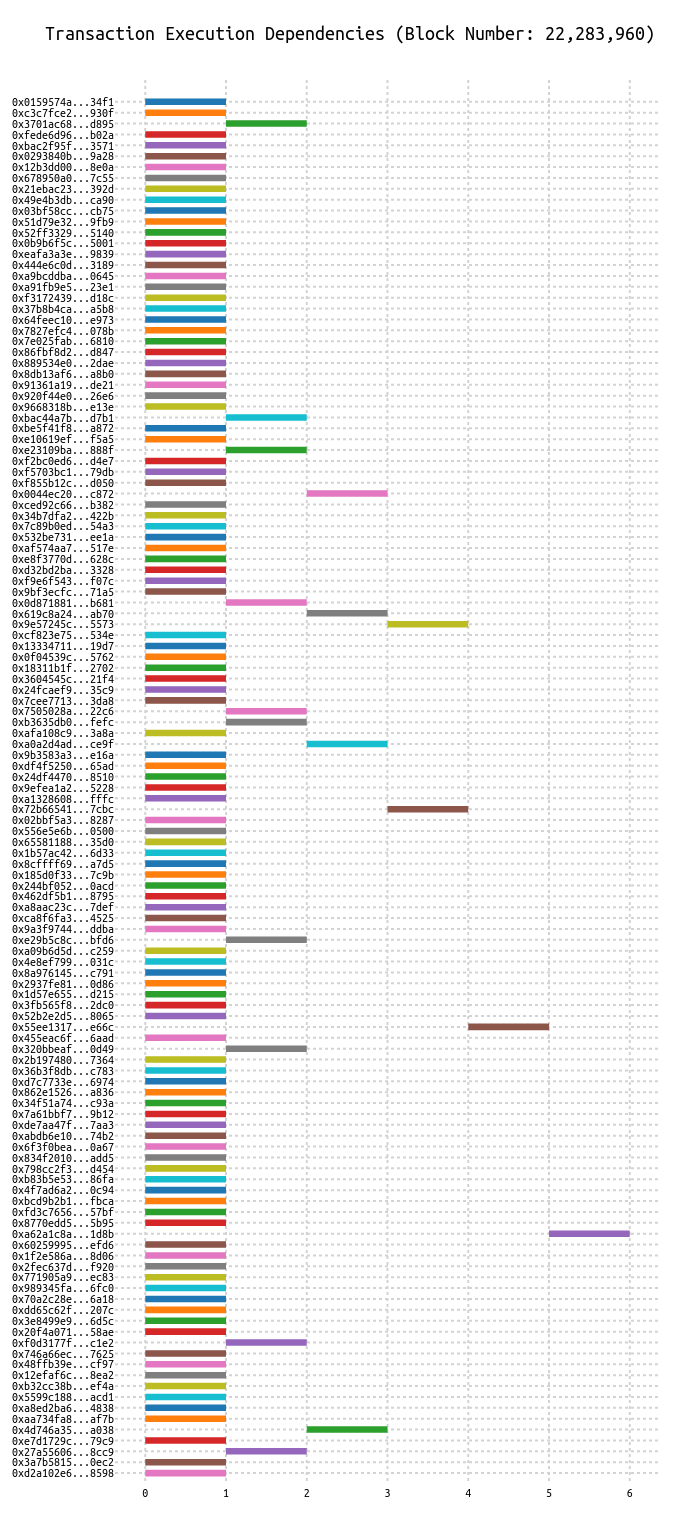 Transaction Execution Dependencies (Block Number: 22,283,960)
0x0159574a...34f1
0xc3c7fce2...930f
0x3701ac68...d895
0xfede6d96...b02a
0xbac2f95f...3571
0x0293840b...9a28
0x12b3dd00...8e0a
0x678950a0...7c55
0x21ebac23...392d
0x49e4b3db...ca90
0x03bf58cc...cb75
0x51d79e32...9fb9
0x52ff3329...5140
0x0b9b6f5c...5001
0xeafa3a3e...9839
0x444e6c0d...3189
0xa9bcddba...0645
0xa91fb9e5...23e1
0xf3172439...d18c
0x37b8b4ca...a5b8
0x64feec10...e973
0x7827efc4...078b
0x7e025fab...6810
0x86fbf8d2...d847
0x889534e0...2dae
0x8db13af6...a8b0
0x91361a19...de21
0x920f44e0...26e6
0x9668318b...e13e
0xbac44a7b...d7b1
0xbe5f41f8...a872
0xe10619ef...f5a5
0xe23109ba...888f
0xf2bc0ed6...d4e7
0xf5703bc1...79db
0xf855b12c...d050
0x0044ec20...c872
0xced92c66...b382
0x34b7dfa2...422b
0x7c89b0ed...54a3
0x532be731...ee1a
0xaf574aa7...517e
0xe8f3770d...628c
0xd32bd2ba...3328
0xf9e6f543...f07c
0x9bf3ecfc...71a5
0x0d871881...b681
0x619c8a24...ab70
0x9e57245c...5573
0xcf823e75...534e
0x13334711...19d7
0x0f04539c...5762
0x18311b1f...2702
0x3604545c...21f4
0x24fcaef9...35c9
0x7cee7713...3da8
0x7505028a...22c6
0xb3635db0...fefc
0xafa108c9...3a8a
0xa0a2d4ad...ce9f
0x9b3583a3...e16a
0xdf4f5250...65ad
0x24df4470...8510
0x9efea1a2...5228
0xa1328608...fffc
0x72b66541...7cbc
0x02bbf5a3...8287
0x556e5e6b...0500
0x65581188...35d0
0x1b57ac42...6d33
0x8cffff69...a7d5
0x185d0f33...7c9b
0x244bf052...0acd
0x462df5b1...8795
0xa8aac23c...7def
0xca8f6fa3...4525
0x9a3f9744...ddba
0xe29b5c8c...bfd6
0xa09b6d5d...c259
0x4e8ef799...031c
0x8a976145...c791
0x2937fe81...0d86
0x1d57e655...d215
0x3fb565f8...2dc0
0x52b2e2d5...8065
0x55ee1317...e66c
0x455eac6f...6aad
0x320bbeaf...0d49
0x2b197480...7364
0x36b3f8db...c783
0xd7c7733e...6974
0x862e1526...a836
0x34f51a74...c93a
0x7a61bbf7...9b12
0xde7aa47f...7aa3
0xabdb6e10...74b2
0x6f3f0bea...0a67
0x834f2010...add5
0x798cc2f3...d454
0xb83b5e53...86fa
0x4f7ad6a2...0c94
0xbcd9b2b1...fbca
0xfd3c7656...57bf
0x8770edd5...5b95
0xa62a1c8a...1d8b
0x60259995...efd6
0x1f2e586a...8d06
0x2fec637d...f920
0x771905a9...ec83
0x989345fa...6fc0
0x70a2c28e...6a18
0xdd65c62f...207c
0x3e8499e9...6d5c
0x20f4a071...58ae
0xf0d3177f...c1e2
0x746a66ec...7625
0x48ffb39e...cf97
0x12efaf6c...8ea2
0xb32cc38b...ef4a
0x5599c188...acd1
0xa8ed2ba6...4838
0xaa734fa8...af7b
0x4d746a35...a038
0xe7d1729c...79c9
0x27a55606...8cc9
0x3a7b5815...0ec2
0xd2a102e6...8598
0 1 2 3 4 5 6